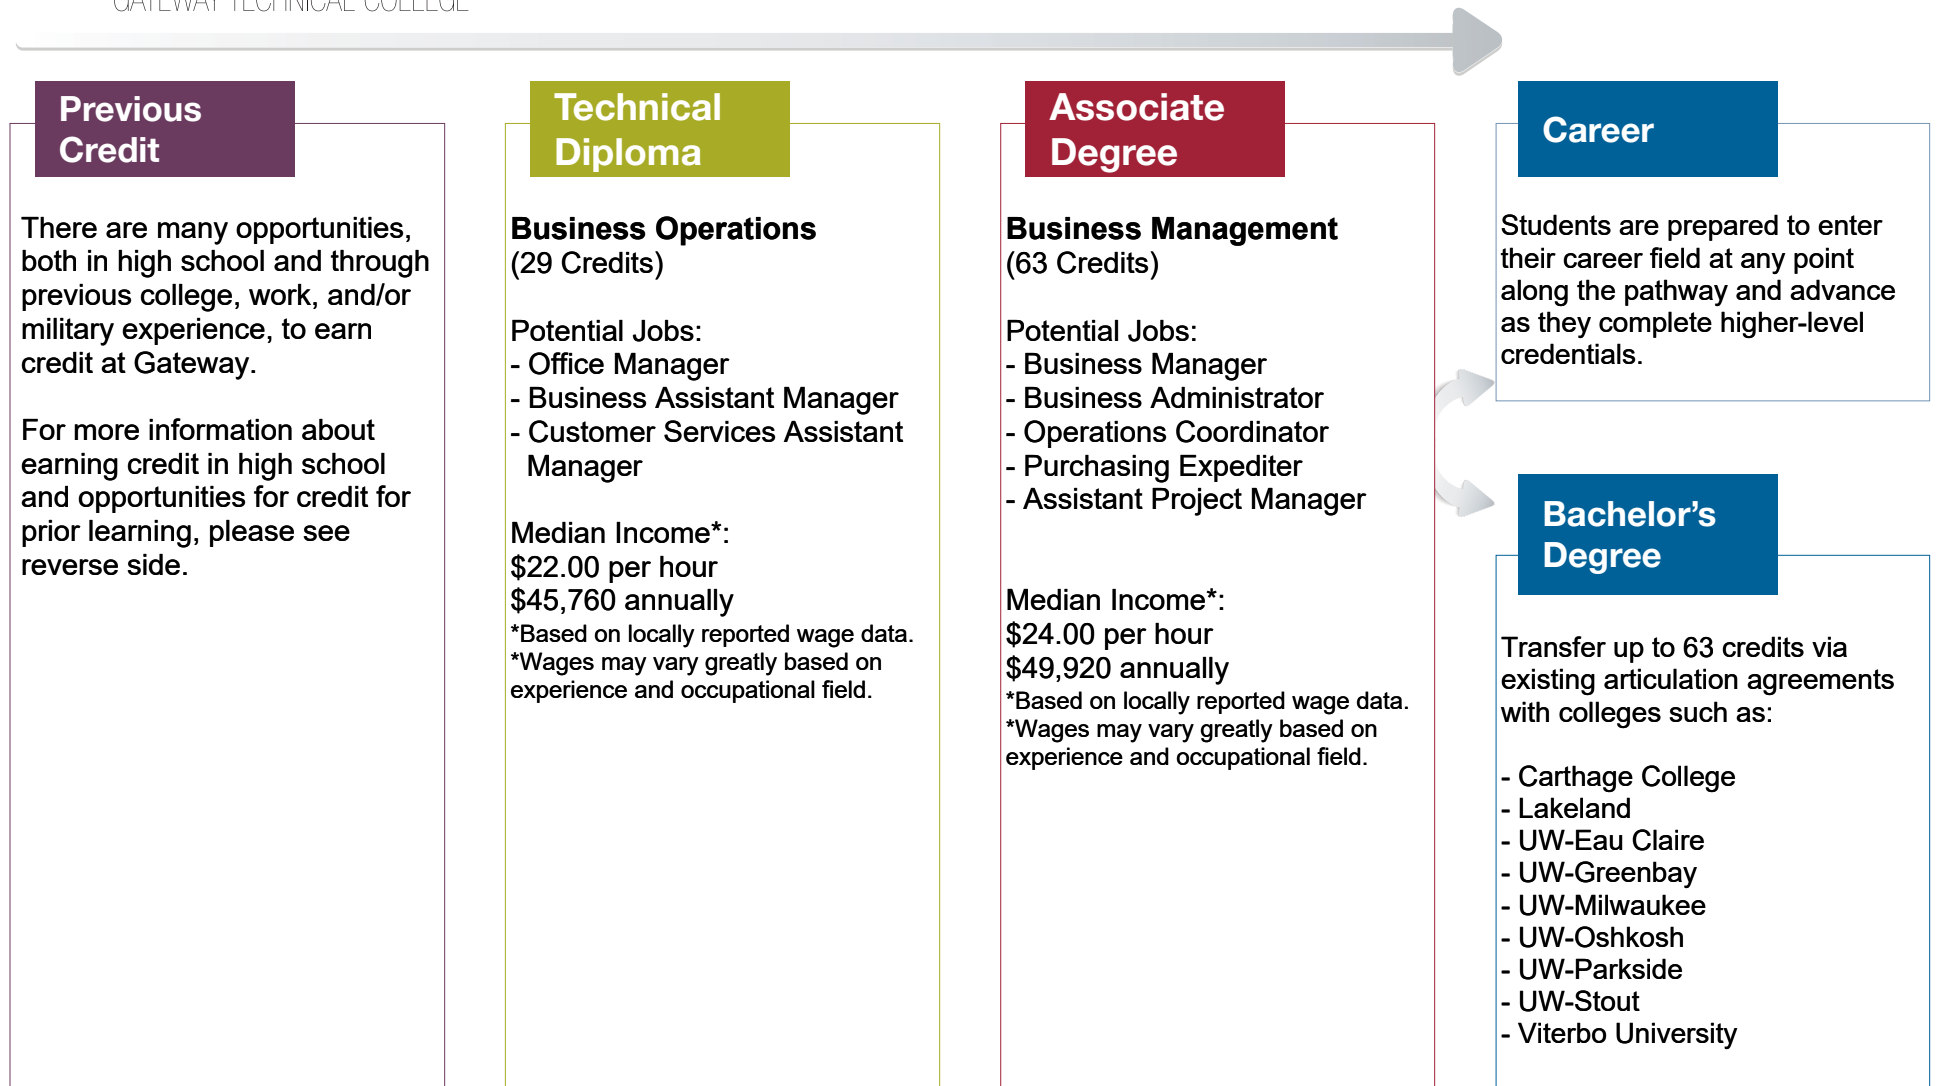 GATEWAY TECHNICAL COLLEGE
Previous
Credit
There are many opportunities,
both in high school and through
previous college, work, and/or
military experience, to earn
credit at Gateway.
For more information about
earning credit in high school
and opportunities for credit for
prior learning, please see
reverse side.
Technical
Diploma
Business Operations
(29 Credits)
Potential Jobs:
- Office Manager
- Business Assistant Manager
- Customer Services Assistant
Manager
Median Income*:
$22.00 per hour
$45,760 annually
*Based on locally reported wage data.
*Wages may vary greatly based on
experience and occupational field.
Associate
Degree
Business Management
(63 Credits)
Potential Jobs:
- Business Manager
- Business Administrator
- Operations Coordinator
- Purchasing Expediter
- Assistant Project Manager
Median Income*:
$24.00 per hour
$49,920 annually
*Based on locally reported wage data.
*Wages may vary greatly based on
experience and occupational field.
Career
Students are prepared to enter
their career field at any point
along the pathway and advance
as they complete higher-level
credentials.
Bachelor’s
Degree
Transfer up to 63 credits via
existing articulation agreements
with colleges such as:
- Carthage College
- Lakeland
- UW-Eau Claire
- UW-Greenbay
- UW-Milwaukee
- UW-Oshkosh
- UW-Parkside
- UW-Stout
- Viterbo University